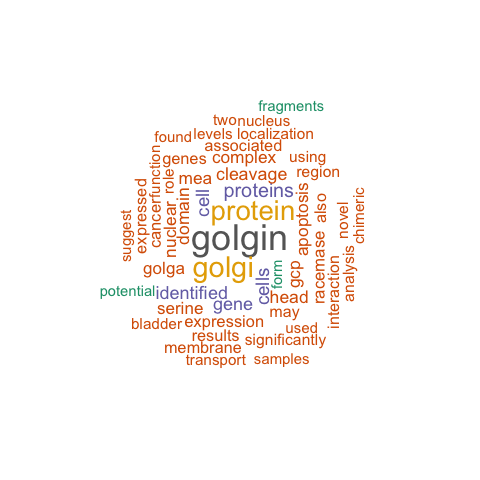 fragments
two nucleus
found levels localization
associated
genes complex using
cleavage region
mea
cell proteins
protein
golgin
golgi
suggest
expressed
cancer
function
nuclear
role
domain
apoptosis
also
racemase
novel
chimeric
interaction
analysis
gcp
form
cells
golga
potential identified
gene head
serine may
bladder expression used
results significantly
membrane
transport samples